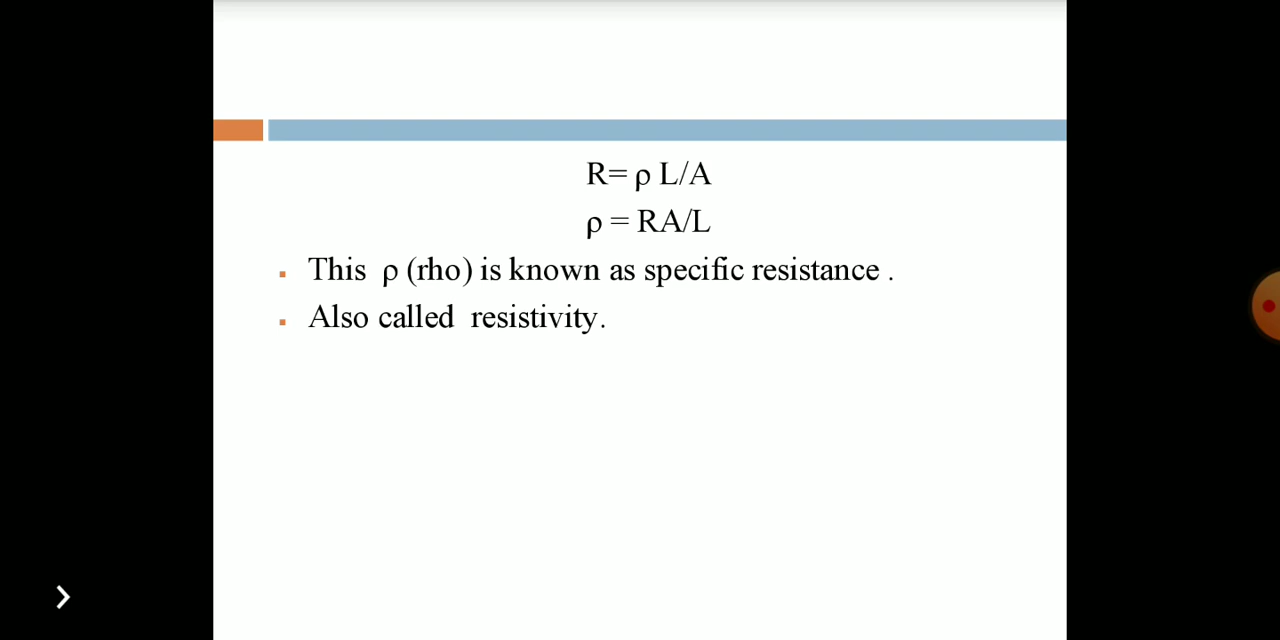 R= ρ L/A
ρ = RA/L
▪ This ρ (rho) is known as specific resistance .
▪ Also called resistivity.